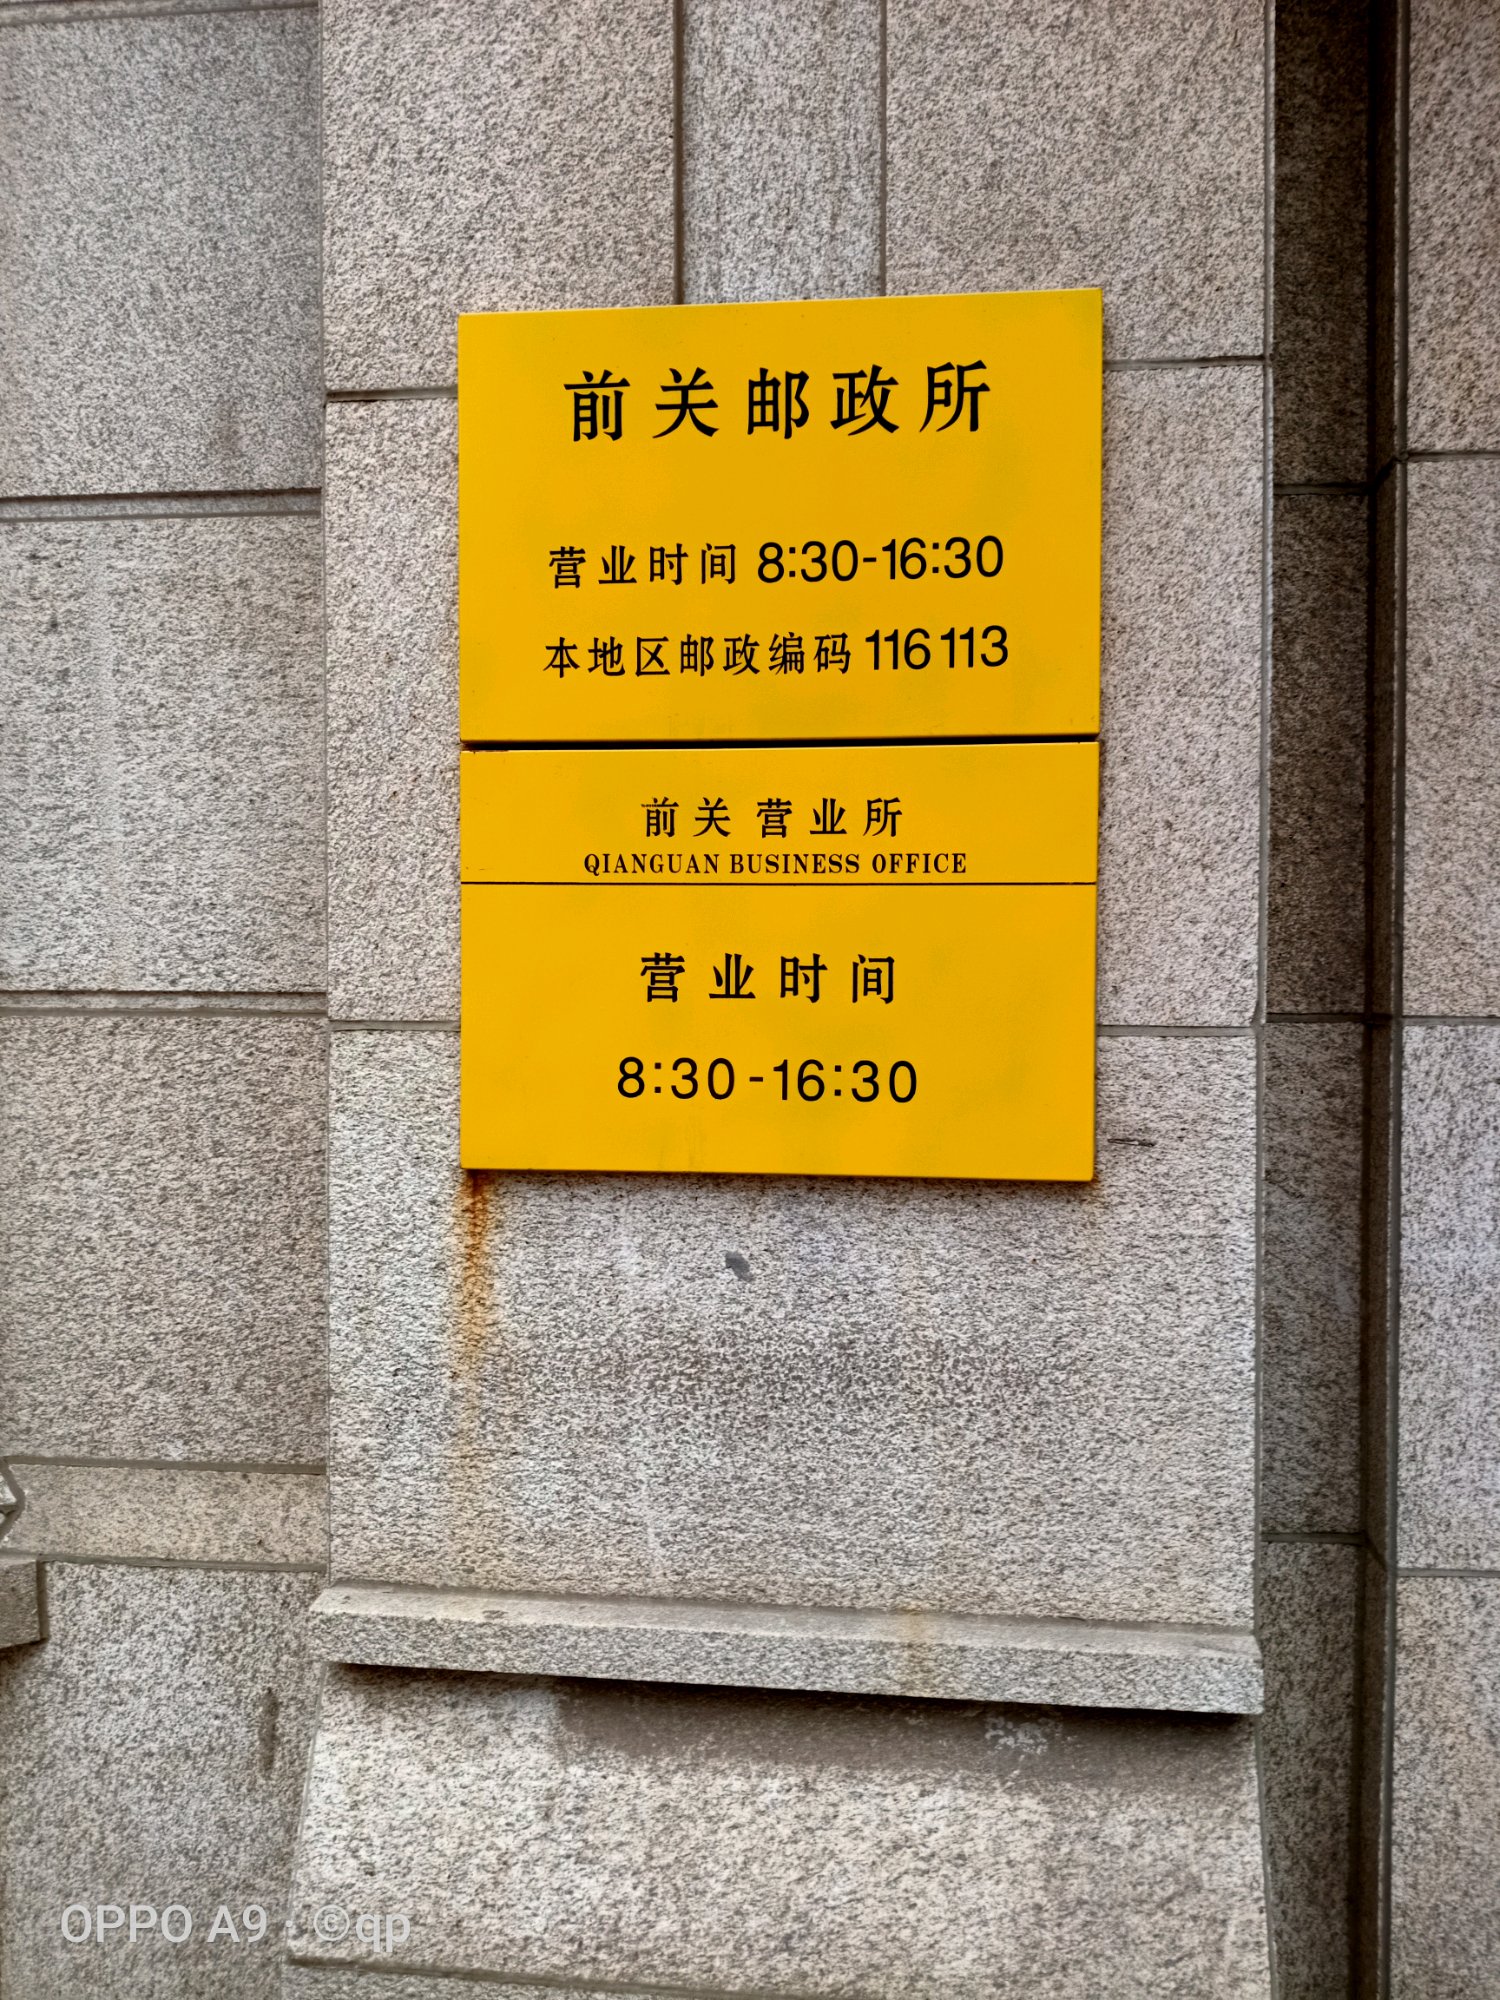 前关邮政所
营业时间 8:30-16:30
本地区邮政编码 116113
前关 营业所
QIANGUAN BUSINESS OFFICE
营业时间
8:30-16:30
OPPO A9 · ©qp